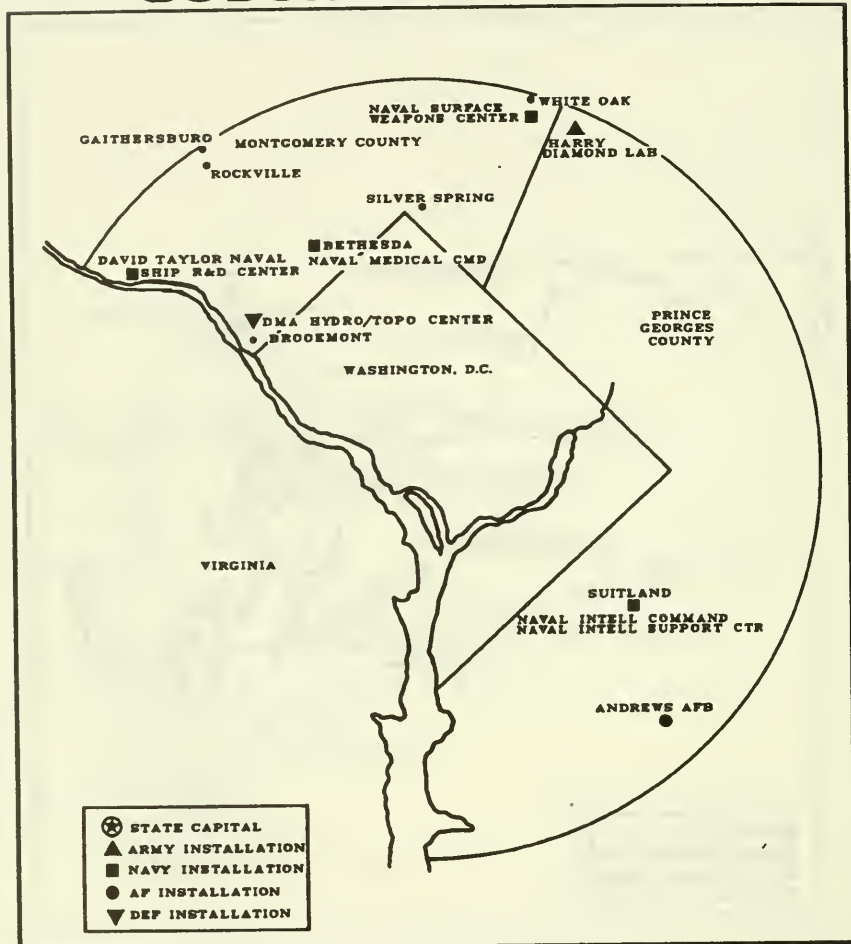 WHITE OAK
NAVAL SURFACE
WEAPONS CENTER
HARRY
DIAMOND LAB
GAITHERSBURG
MONTGOMERY COUNTY
ROCKVILLE
SILVER SPRING
BETHESDA
NAVAL MEDICAL CMD
DAVID TAYLOR NAVAL
SHIP R&D CENTER
DMA HYDRO/TOPO CENTER
BROOKMONT
PRINCE
GEORGES
COUNTY
WASHINGTON, D.C.
VIRGINIA
SUITLAND
NAVAL INTELL COMMAND
NAVAL INTELL SUPPORT CTR
ANDREWS AFB
STATE CAPITAL
ARMY INSTALLATION
NAVY INSTALLATION
AF INSTALLATION
DEF INSTALLATION